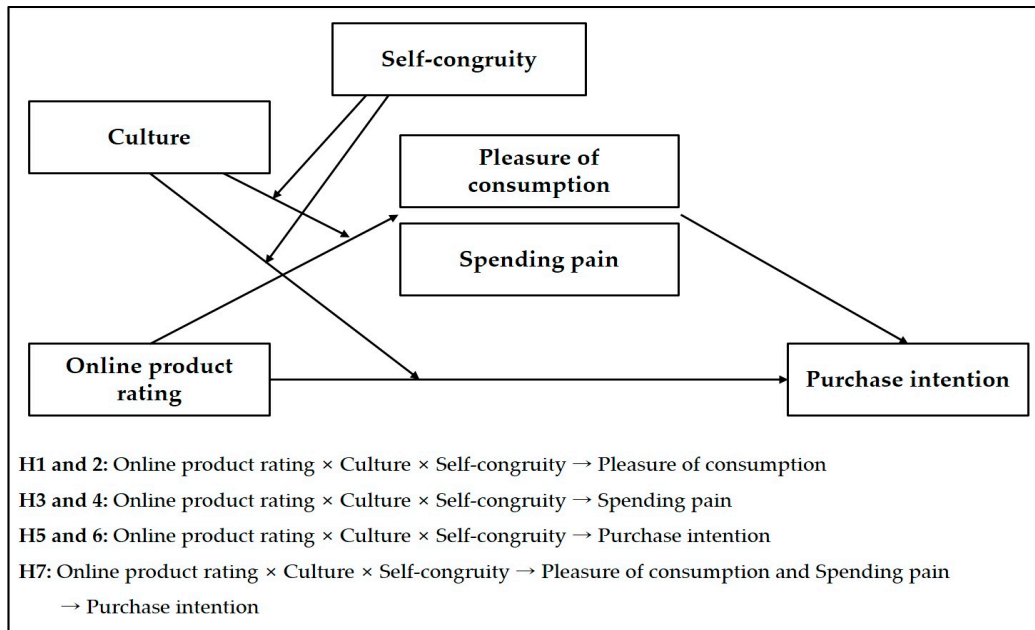 Self-congruity
Culture
Pleasure of
consumption
Spending pain
Online product
rating
Purchase intention
H1 and 2: Online product rating × Culture × Self-congruity → Pleasure of consumption
H3 and 4: Online product rating × Culture × Self-congruity → Spending pain
H5 and 6: Online product rating × Culture × Self-congruity → Purchase intention
H7: Online product rating × Culture × Self-congruity → Pleasure of consumption and Spending pain
→ Purchase intention